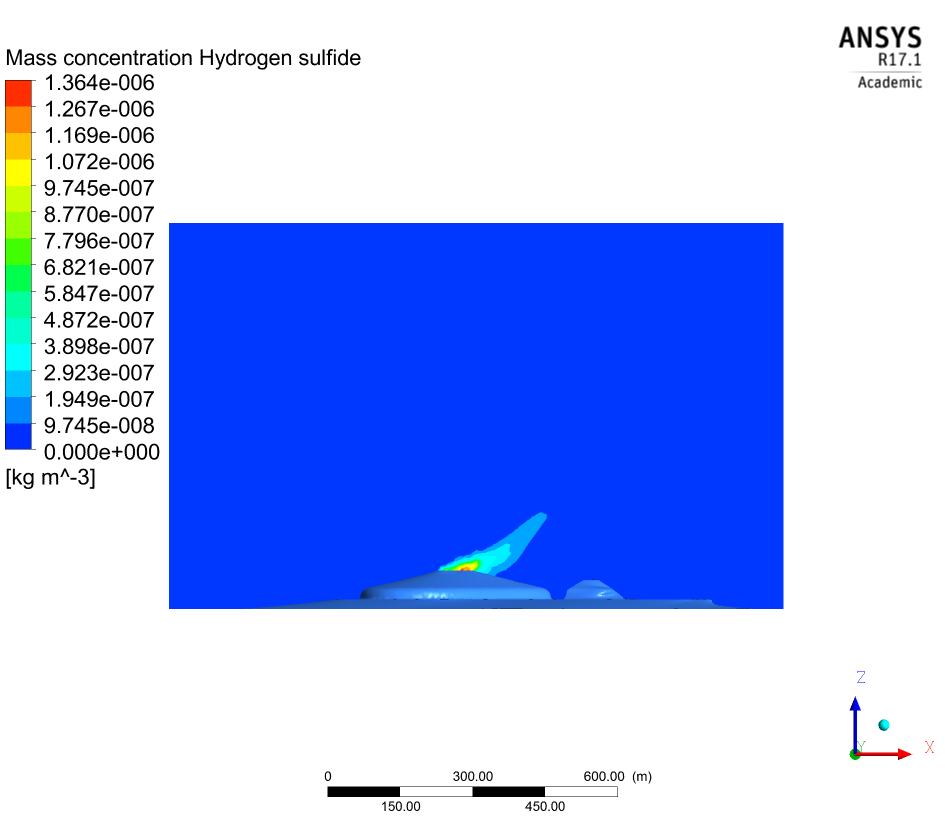 ANSYS
R17.1
Academic
Mass concentration Hydrogen sulfide
1.364e-006
1.267e-006
1.169e-006
1.072e-006
9.745e-007
8.770e-007
7.796e-007
6.821e-007
5.847e-007
4.872e-007
3.898e-007
2.923e-007
1.949e-007
9.745e-008
0.000e+000
[kg m^-3]
Z
Y
X
0 300.00 600.00 (m)
150.00 450.00